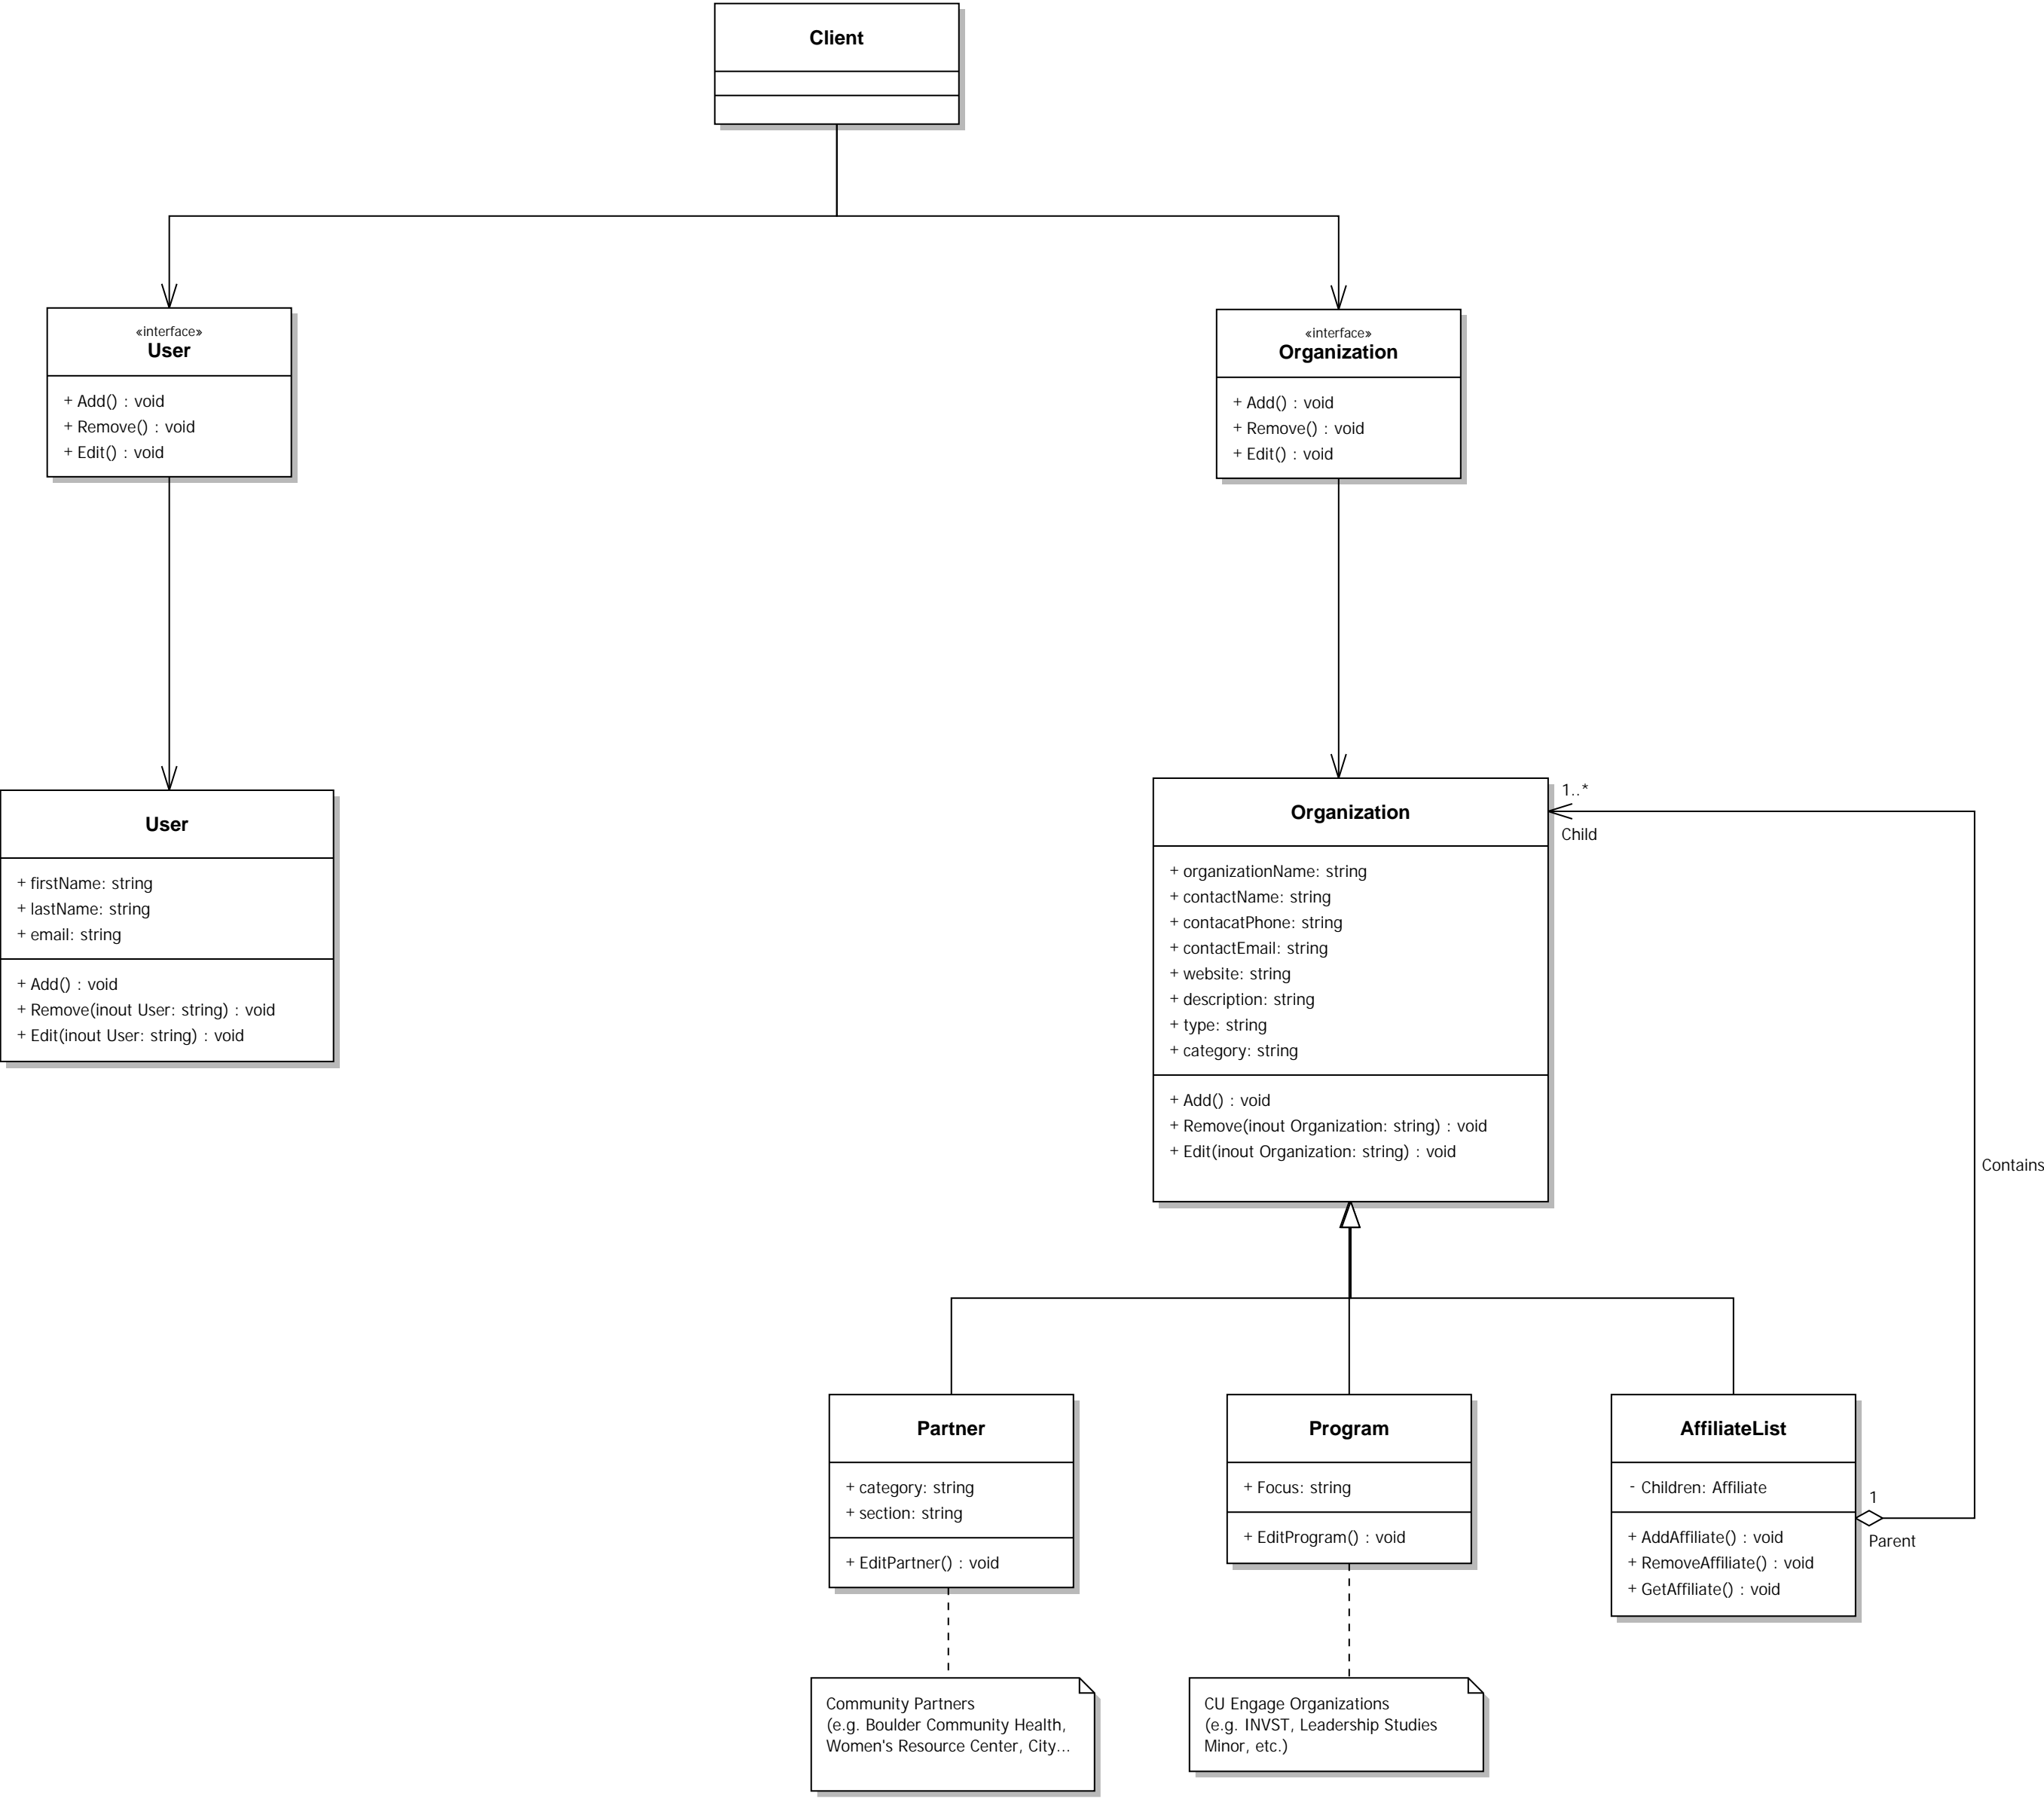 Client
«interface»
User
+ Add() : void
+ Remove() : void
+ Edit() : void
«interface»
Organization
+ Add() : void
+ Remove() : void
+ Edit() : void
User
+ firstName: string
+ lastName: string
+ email: string
+ Add() : void
+ Remove(inout User: string) : void
+ Edit(inout User: string) : void
Organization
+ organizationName: string
+ contactName: string
+ contacatPhone: string
+ contactEmail: string
+ website: string
+ description: string
+ type: string
+ category: string
+ Add() : void
+ Remove(inout Organization: string) : void
+ Edit(inout Organization: string) : void
1..*
Child
Contains
Partner
+ category: string
+ section: string
+ EditPartner() : void
Program
+ Focus: string
+ EditProgram() : void
AffiliateList
- Children: Affiliate
+ AddAffiliate() : void
+ RemoveAffiliate() : void
+ GetAffiliate() : void
1
Parent
Community Partners
(e.g. Boulder Community Health,
Women's Resource Center, City...
CU Engage Organizations
(e.g. INVST, Leadership Studies
Minor, etc.)